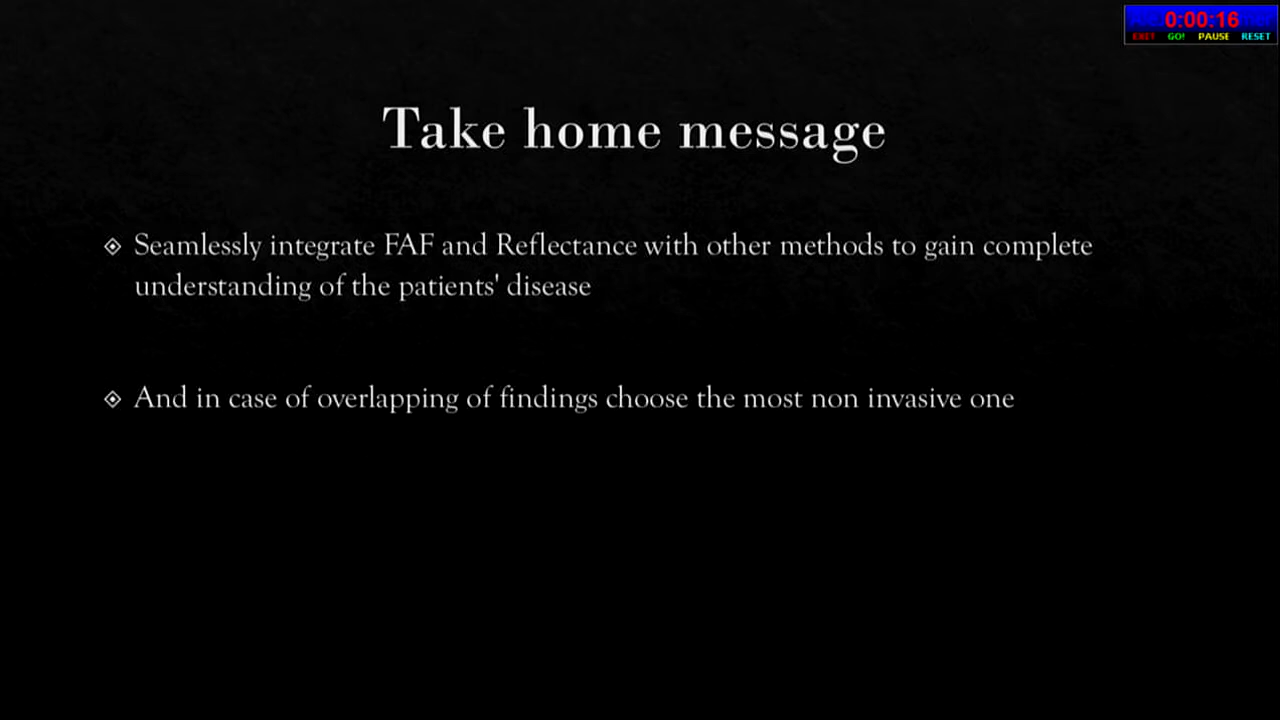 0:00:16
EXIT GO! PAUSE RESET
Take home message
Seamlessly integrate FAF and Reflectance with other methods to gain complete
understanding of the patients' disease
And in case of overlapping of findings choose the most non invasive one